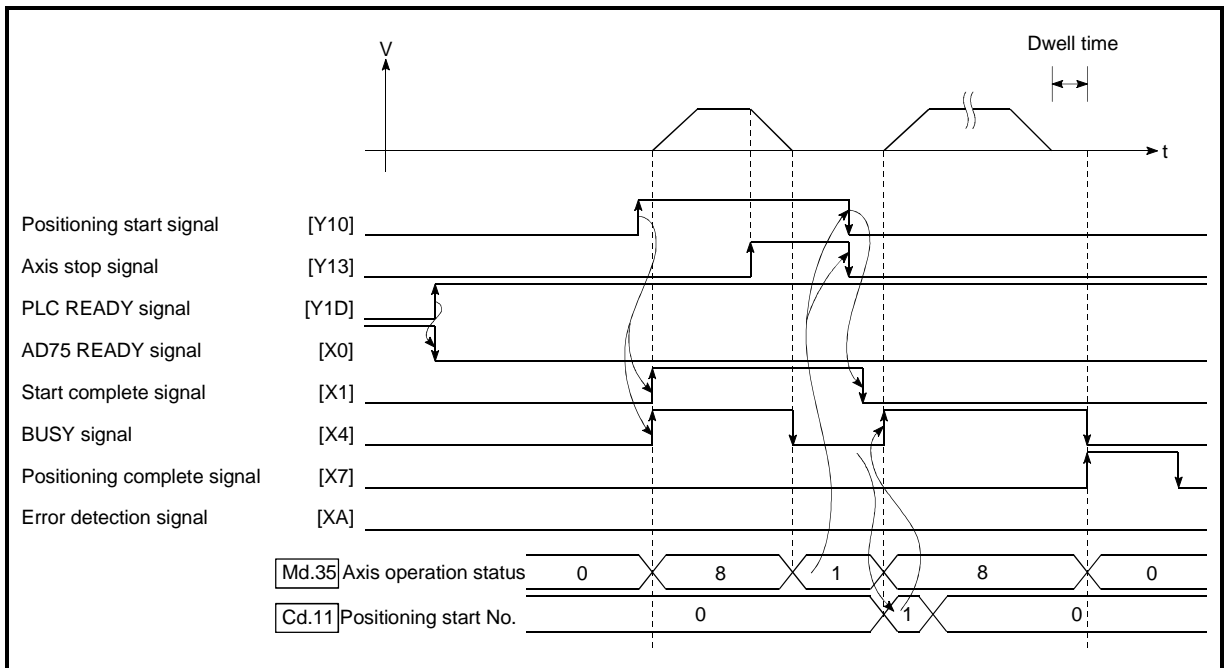 Dwell time
V
t
Positioning start signal [Y10]
Axis stop signal [Y13]
PLC READY signal [Y1D]
AD75 READY signal [X0]
Start complete signal [X1]
BUSY signal [X4]
Positioning complete signal [X7]
Error detection signal [XA]
Md.35 Axis operation status 0 8 1 8 0
Cd.11 Positioning start No. 0 1 0